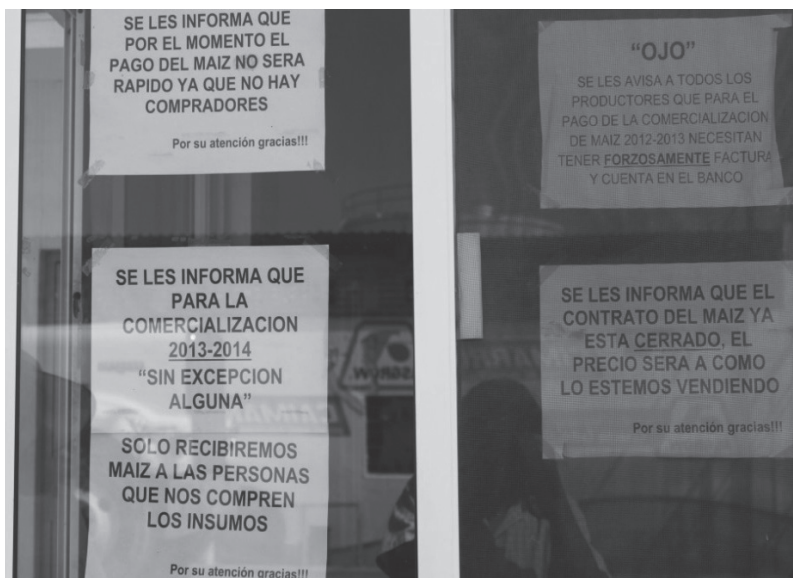 SE LES INFORMA QUE
POR EL MOMENTO EL
PAGO DEL MAIZ NO SERA
RAPIDO YA QUE NO HAY
COMPRADORES
Por su atención gracias!!!
SE LES INFORMA QUE
PARA LA
COMERCIALIZACION
2013-2014
“SIN EXCEPCION
ALGUNA”
SOLO RECIBIREMOS
MAIZ A LAS PERSONAS
QUE NOS COMPREN
LOS INSUMOS
Por su atención gracias!!!
“OJO”
SE LES AVISA A TODOS LOS
PRODUCTORES QUE PARA EL
PAGO DE LA COMERCIALIZACION
DE MAIZ 2012-2013 NECESITAN
TENER FORZOSAMENTE FACTURA
Y CUENTA EN EL BANCO
SE LES INFORMA QUE EL
CONTRATO DEL MAIZ YA
ESTA CERRADO, EL
PRECIO SERA A COMO
LO ESTEMOS VENDIENDO
Por su atención gracias!!!